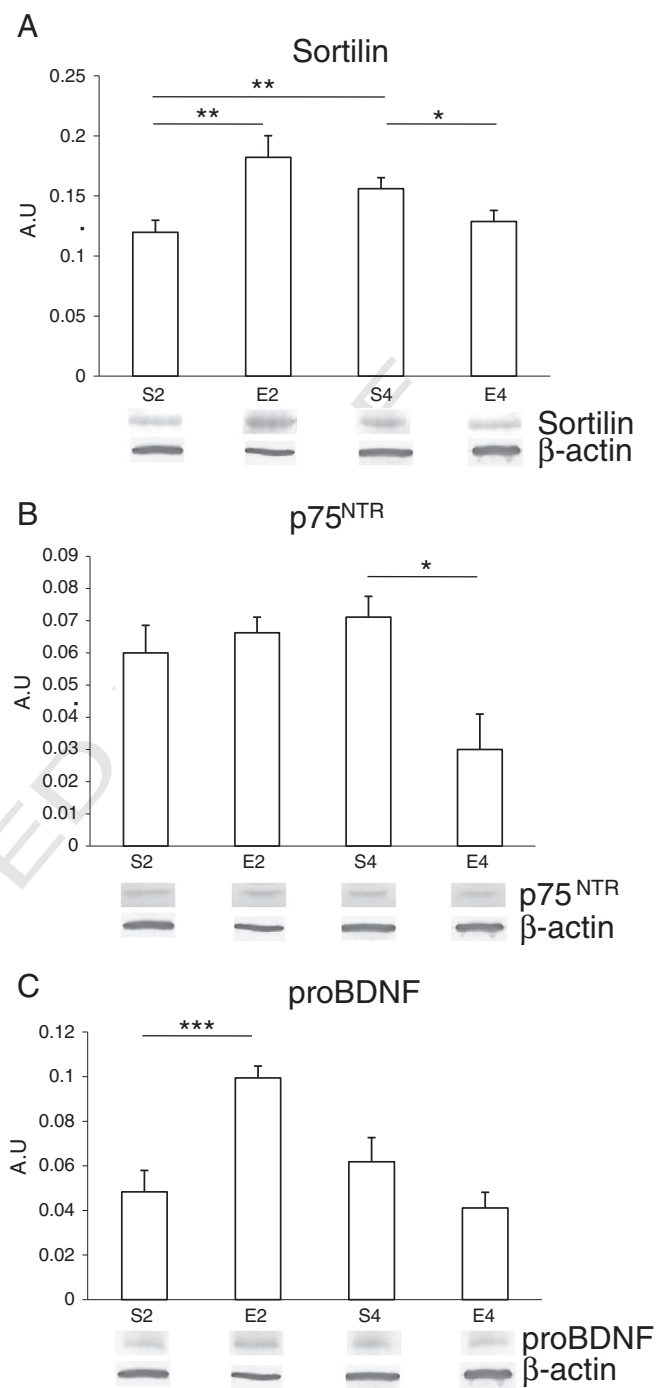 A
Sortilin
0.25
0.2
0.15
0.1
0.05
0
A.U
**
**
*
S2 E2 S4 E4
Sortilin
β-actin
B
p75NTR
0.09
0.08
0.07
0.06
0.05
0.04
0.03
0.02
0.01
0
A.U
*
S2 E2 S4 E4
p75NTR
β-actin
C
proBDNF
0.12
0.1
0.08
0.06
0.04
0.02
0
A.U
***
S2 E2 S4 E4
proBDNF
β-actin